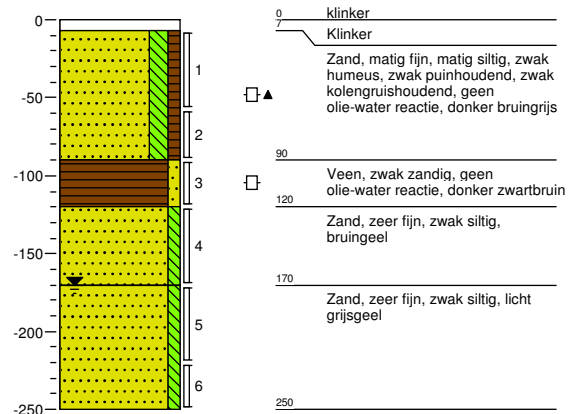 0
-50
-100
-150
-200
-250
1
2
3
4
5
6
0
klinker
7
Klinker
Zand, matig fijn, matig siltig, zwak
humeus, zwak puinhoudend, zwak
kolengruishoudend, geen
olie-water reactie, donker bruingrijs
90
Veen, zwak zandig, geen
olie-water reactie, donker zwartbruin
120
Zand, zeer fijn, zwak siltig,
bruingeel
170
Zand, zeer fijn, zwak siltig, licht
grijsgeel
250